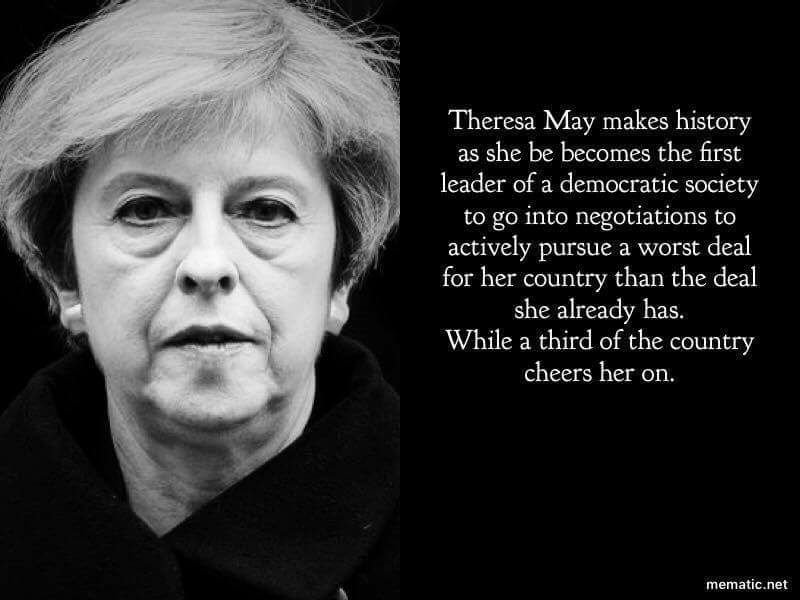 Theresa May makes history
as she be becomes the first
leader of a democratic society
to go into negotiations to
actively pursue a worst deal
for her country than the deal
she already has.
While a third of the country
cheers her on.
mematic.net